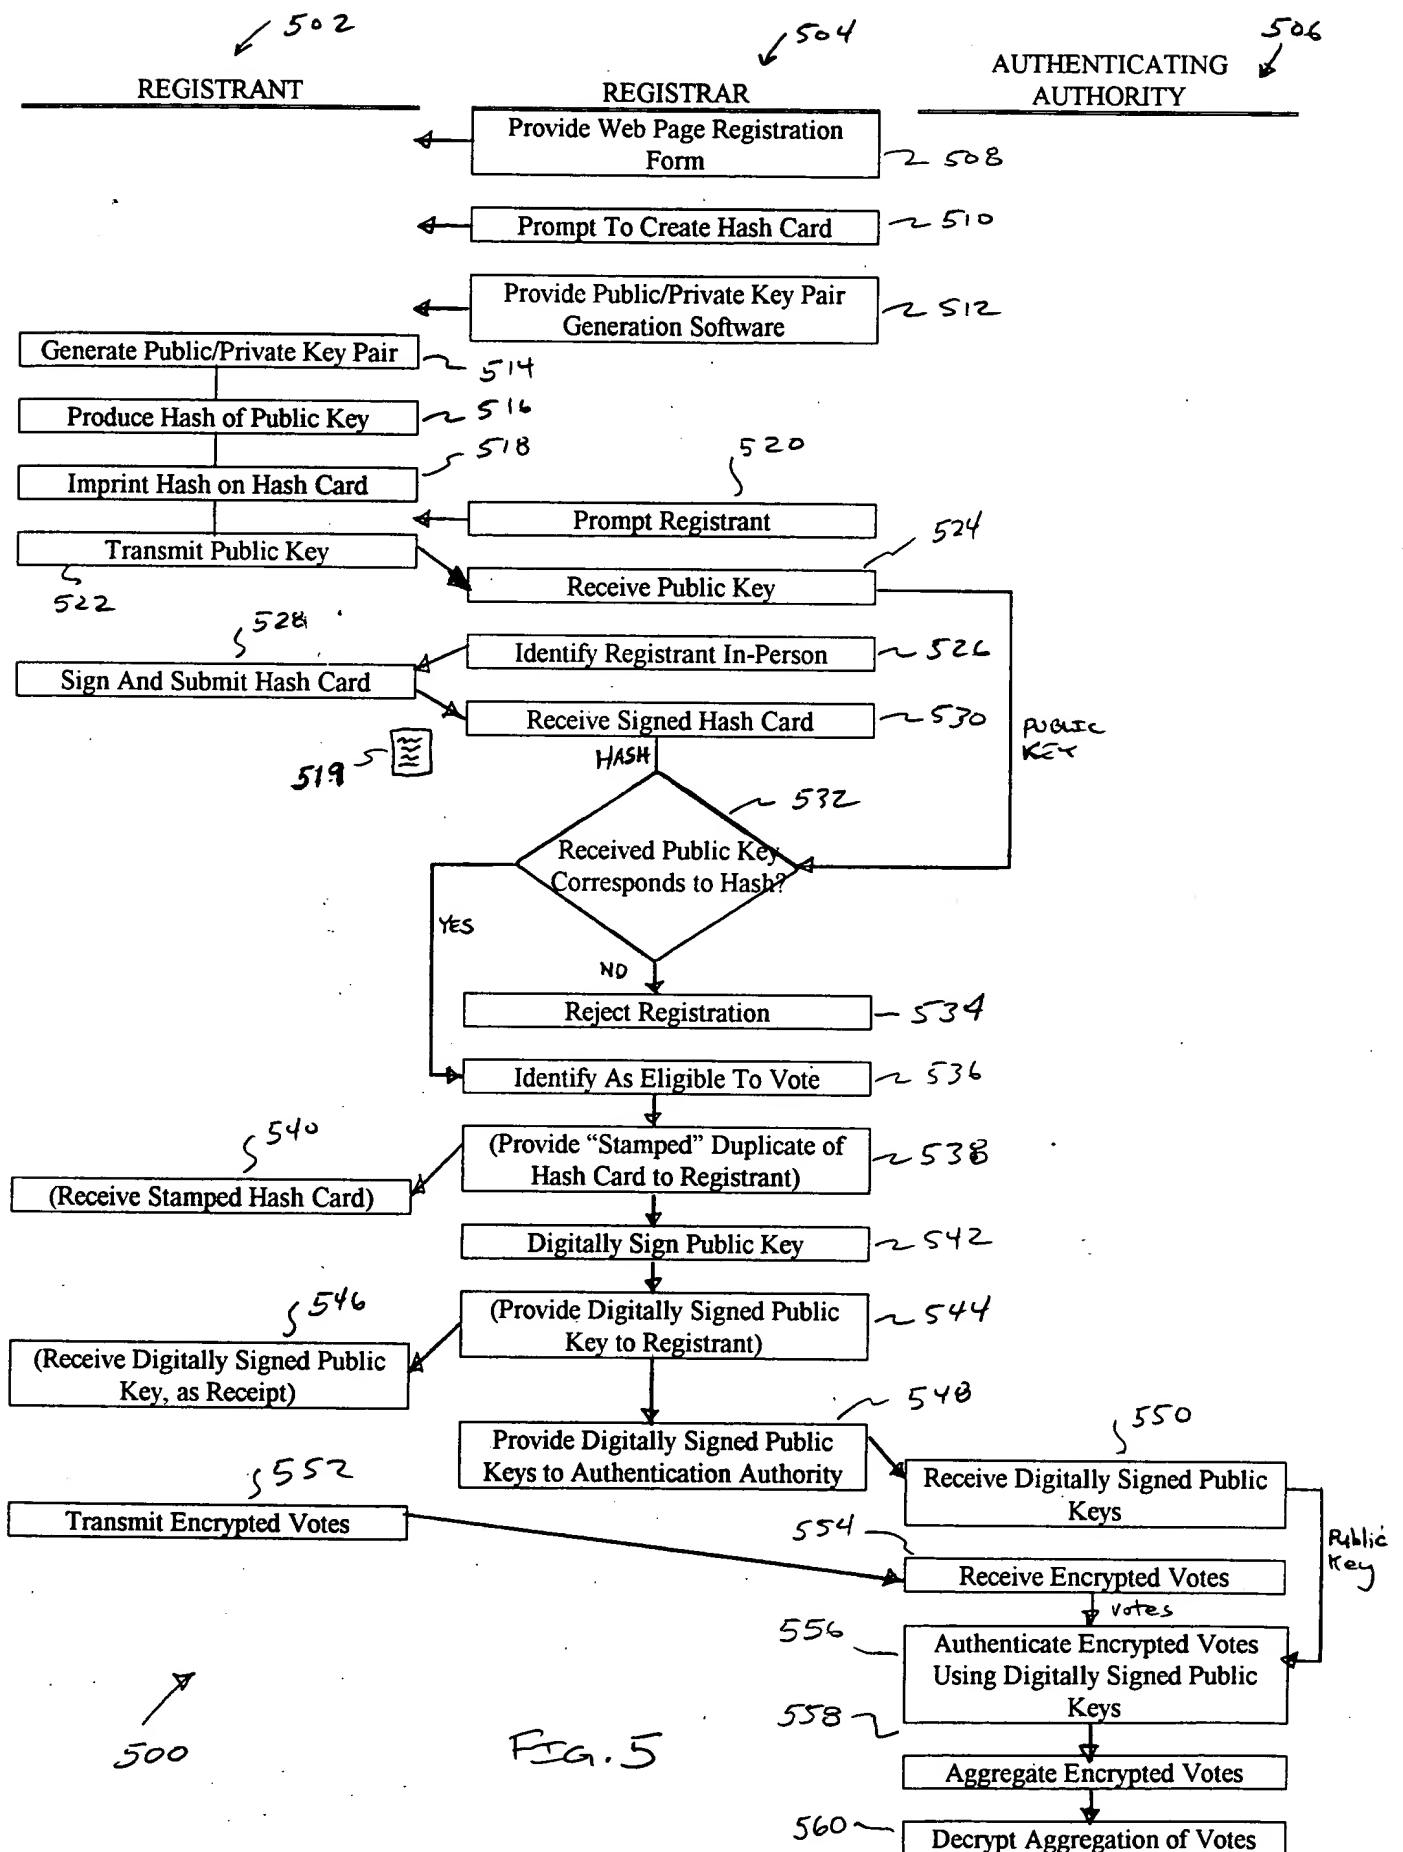 502
504
506
REGISTRANT
REGISTRAR
AUTHENTICATING
AUTHORITY
Provide Web Page Registration
Form
508
Prompt To Create Hash Card
510
Provide Public/Private Key Pair
Generation Software
512
Generate Public/Private Key Pair
514
Produce Hash of Public Key
516
518
Imprint Hash on Hash Card
520
Prompt Registrant
524
Transmit Public Key
522
Receive Public Key
528
Identify Registrant In-Person
526
Sign And Submit Hash Card
Receive Signed Hash Card
530
PUBLIC
KEY
519
HASH
532
Received Public Key
Corresponds to Hash?
YES
NO
Reject Registration
534
Identify As Eligible To Vote
536
540
(Provide “Stamped” Duplicate of
Hash Card to Registrant)
538
(Receive Stamped Hash Card)
Digitally Sign Public Key
542
546
(Provide Digitally Signed Public
Key to Registrant)
544
(Receive Digitally Signed Public
Key, as Receipt)
548
550
Provide Digitally Signed Public
Keys to Authentication Authority
Receive Digitally Signed Public
Keys
552
Transmit Encrypted Votes
554
Public
Key
Receive Encrypted Votes
votes
556
Authenticate Encrypted Votes
Using Digitally Signed Public
Keys
558
500
FIG. 5
Aggregate Encrypted Votes
560
Decrypt Aggregation of Votes